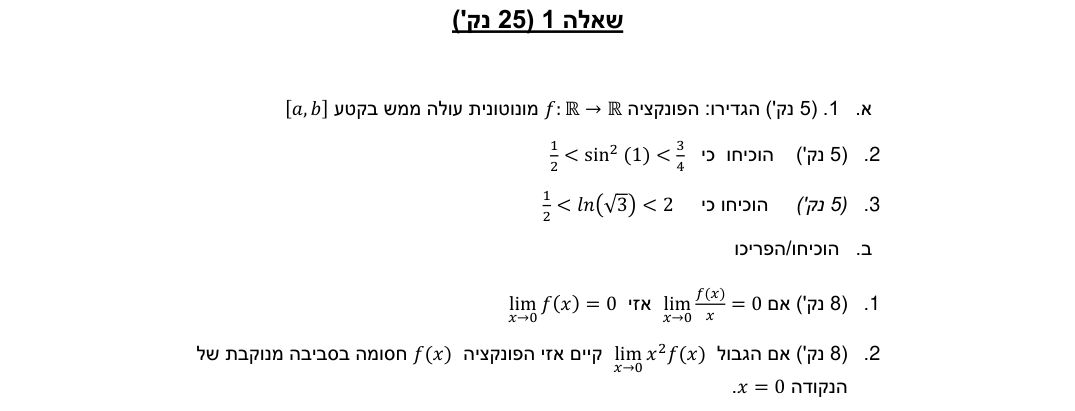 שאלה 1 (25 נק')
א. 1. (5 נק') הגדירו: הפונקציה f: ℝ → ℝ מונוטונית עולה ממש בקטע [a, b]
2. (5 נק') הוכיחו כי 1/2 < sin² (1) < 3/4
3. (5 נק') הוכיחו כי 1/2 < ln(√3) < 2
ב. הוכיחו/הפריכו
1. (8 נק') אם lim x→0 f(x)/x = 0 אזי lim x→0 f(x) = 0
2. (8 נק') אם הגבול lim x→0 x²f(x) קיים אזי הפונקציה f(x) חסומה בסביבה מנוקבת של
הנקודה x = 0.